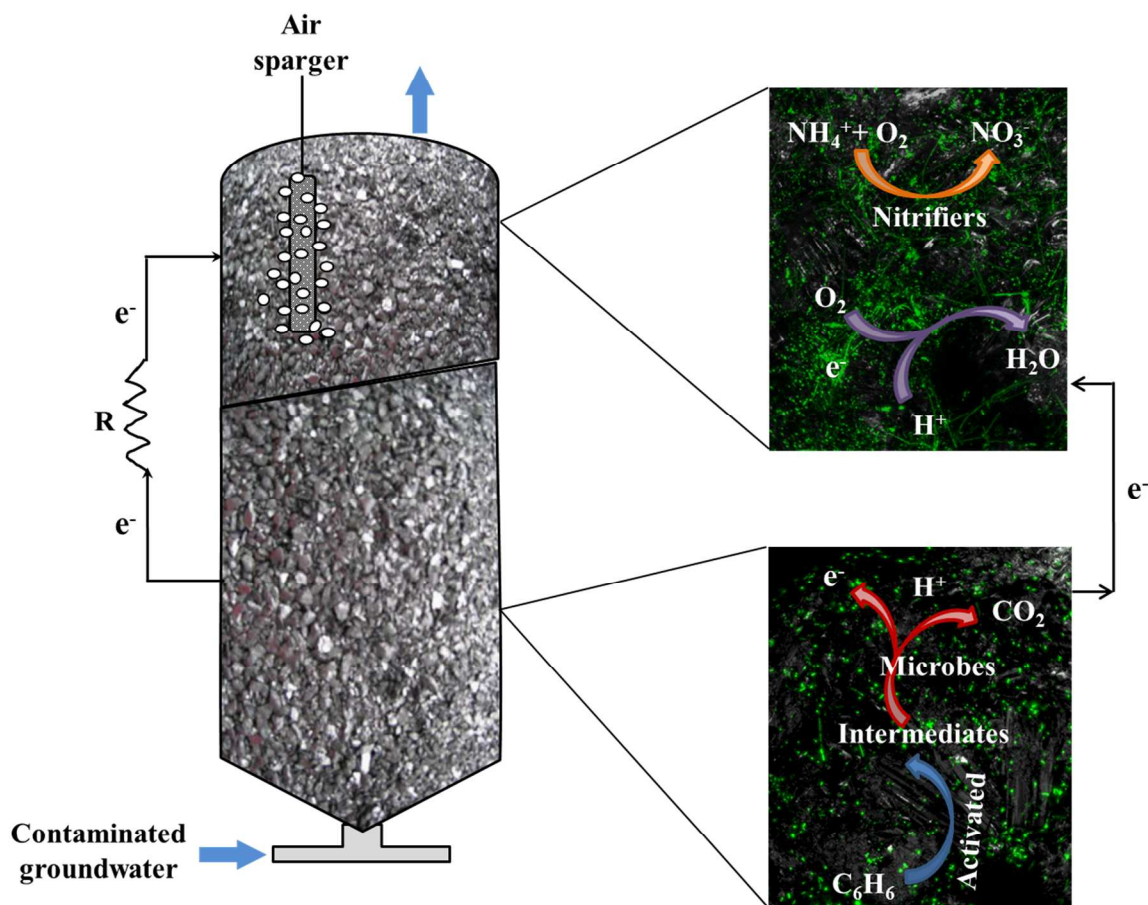 Air
sparger
e⁻
R
e⁻
Contaminated
groundwater
NH₄⁺+ O₂
NO₃⁻
Nitrifiers
O₂
e⁻
H₂O
H⁺
e⁻
e⁻
H⁺
CO₂
Microbes
Intermediates
Activated
C₆H₆